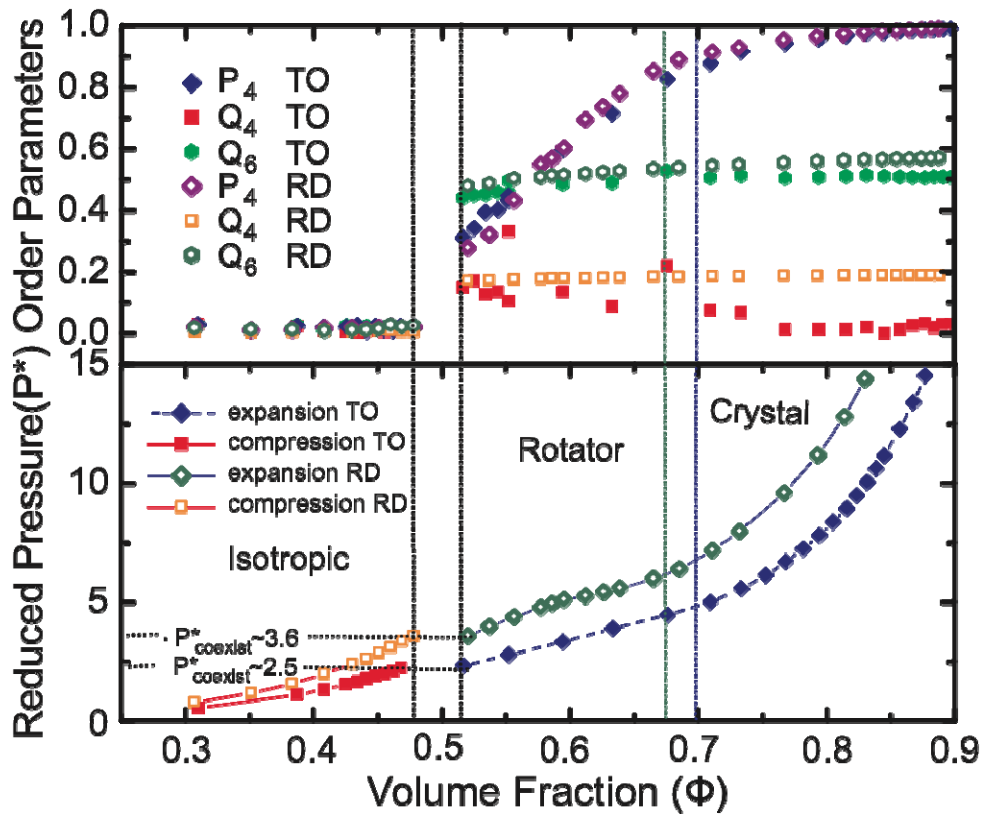 Reduced Pressure(P*) Order Parameters
1.0
0.8
0.6
0.4
0.2
0.0
P4 TO
Q4 TO
Q6 TO
P4 RD
Q4 RD
Q6 RD
15
10
5
0
expansion TO
compression TO
expansion RD
compression RD
Isotropic
Rotator
Crystal
P*coexist~3.6
P*coexist~2.5
0.3 0.4 0.5 0.6 0.7 0.8 0.9
Volume Fraction (Φ)